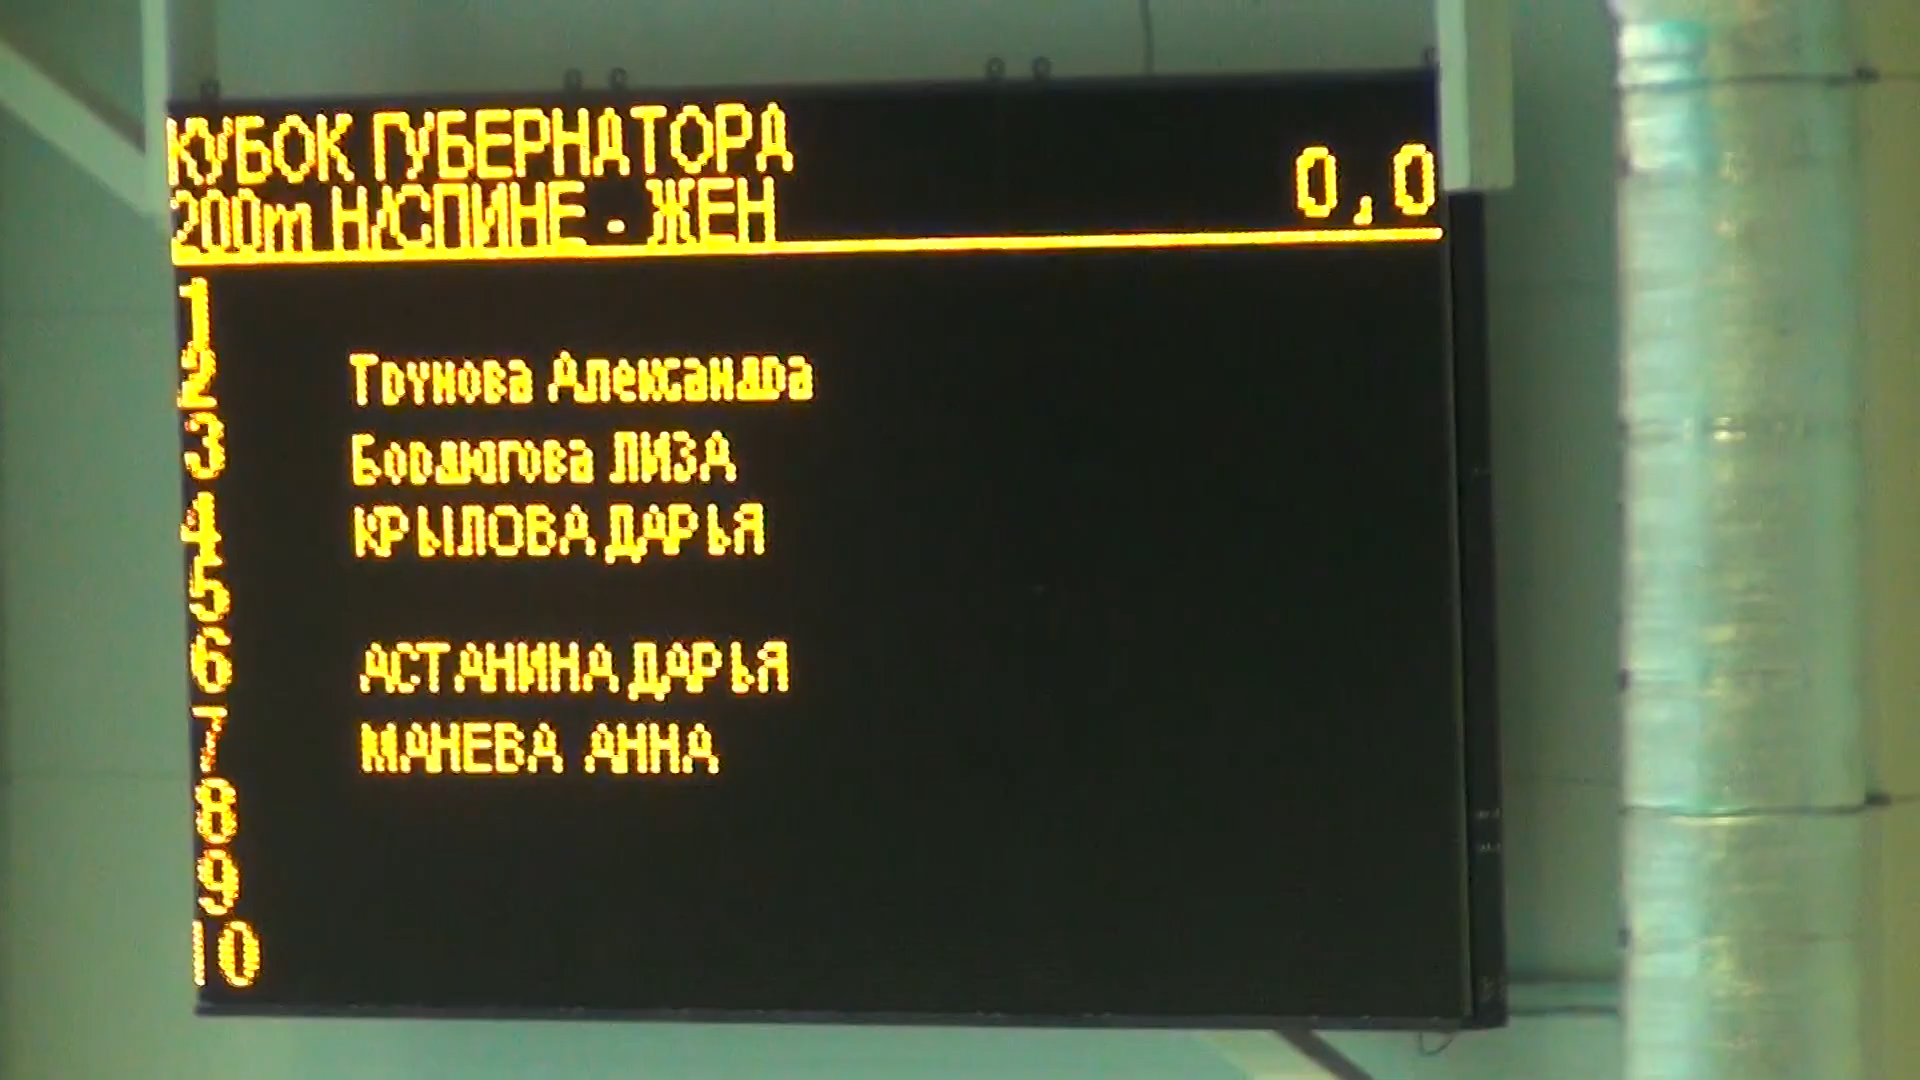 КУБОК ГУБЕРНАТОРА
200m Н/СПИНЕ - ЖЕН 0,0
1
2 Трунова Александра
3 Бордюгова ЛИЗА
4 КРЫЛОВА ДАРЬЯ
5
6 АСТАНИНА ДАРЬЯ
7 МАНЕВА АННА
8
9
10